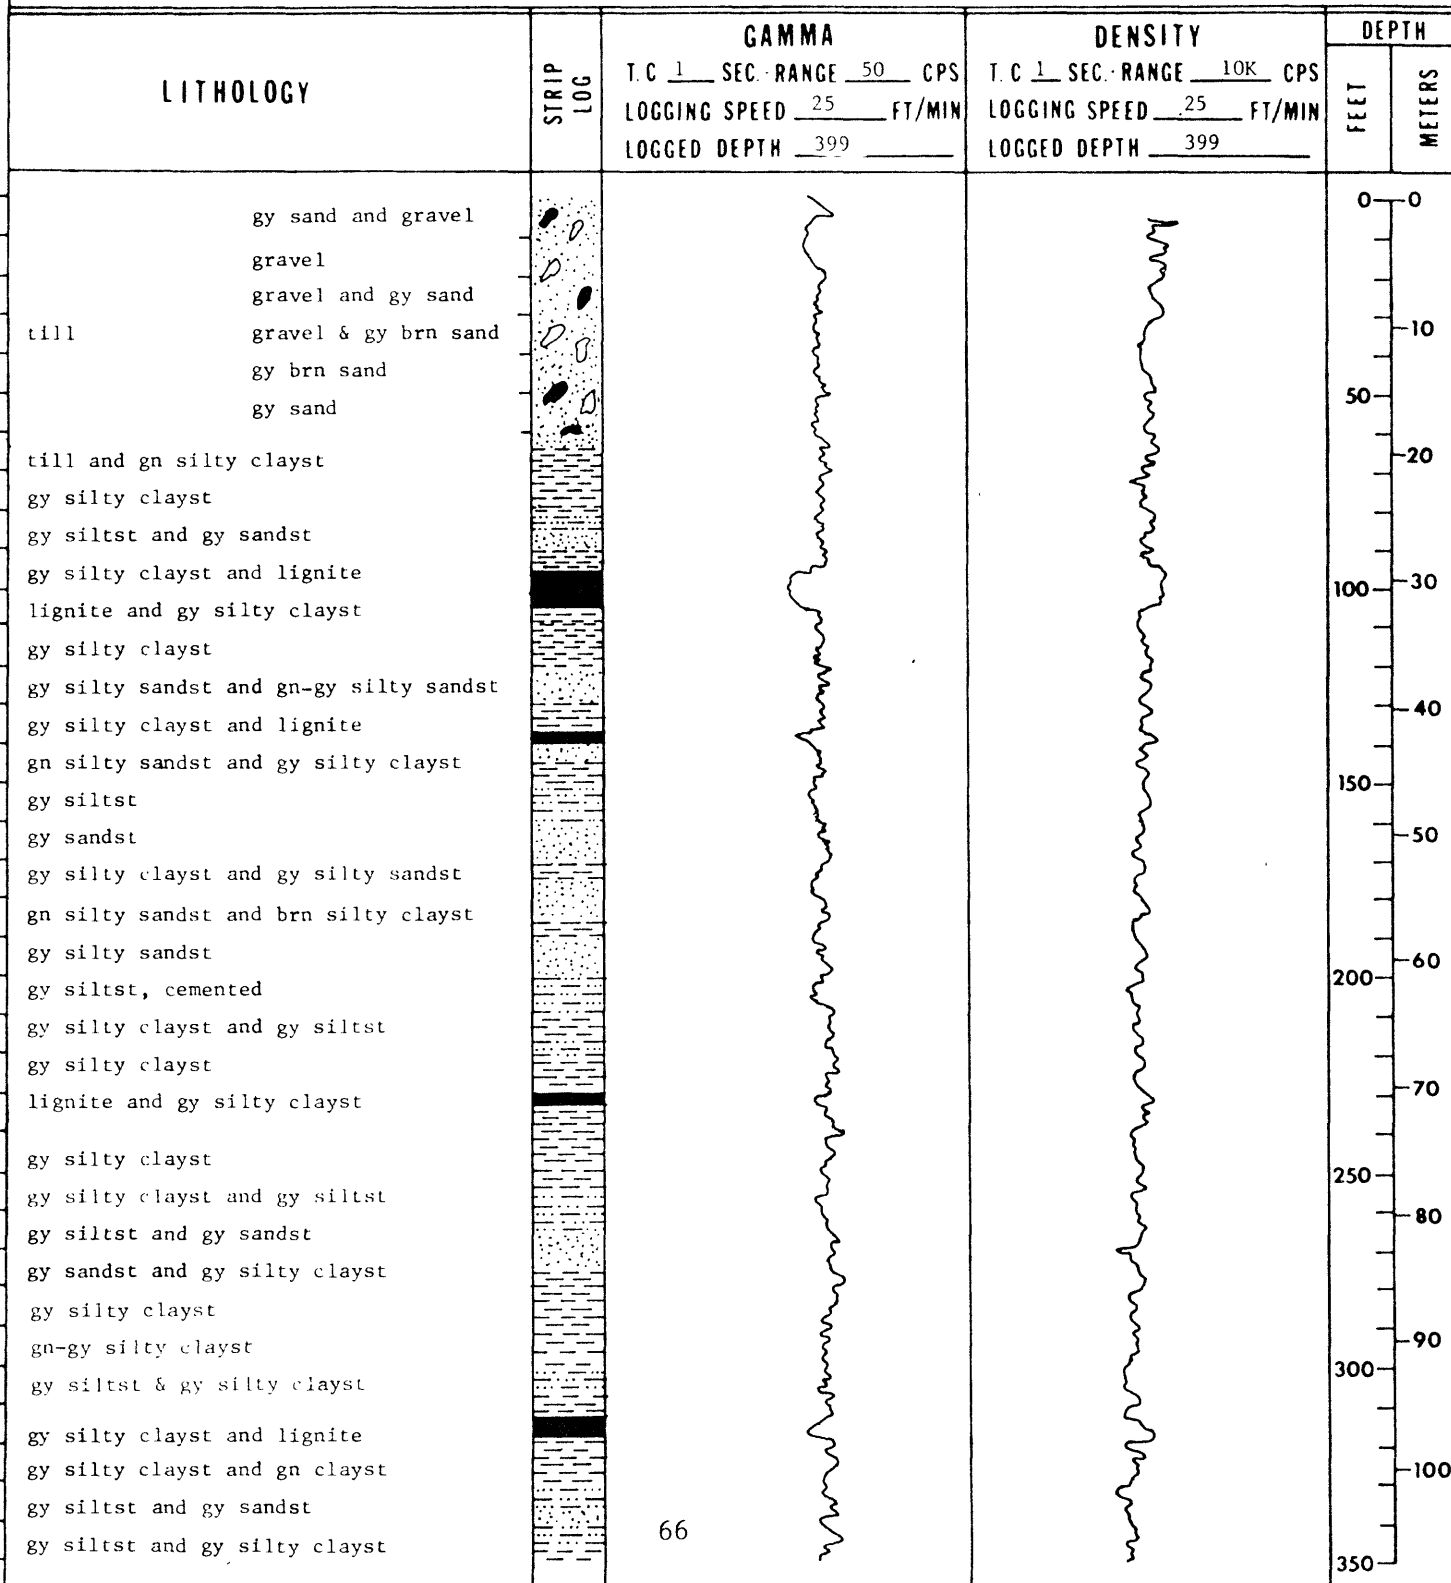 LITHOLOGY
STRIP LOG
GAMMA
T.C 1 SEC. RANGE 50 CPS
LOGGING SPEED 25 FT/MIN
LOGGED DEPTH 399
DENSITY
T.C 1 SEC. RANGE 10K CPS
LOGGING SPEED 25 FT/MIN
LOGGED DEPTH 399
DEPTH
FEET
METERS
gy sand and gravel
gravel
gravel and gy sand
till gravel & gy brn sand
gy brn sand
gy sand
till and gn silty clayst
gy silty clayst
gy siltst and gy sandst
gy silty clayst and lignite
lignite and gy silty clayst
gy silty clayst
gy silty sandst and gn-gy silty sandst
gy silty clayst and lignite
gn silty sandst and gy silty clayst
gy siltst
gy sandst
gy silty clayst and gy silty sandst
gn silty sandst and brn silty clayst
gy silty sandst
gy siltst, cemented
gy silty clayst and gy siltst
gy silty clayst
lignite and gy silty clayst
gy silty clayst
gy silty clayst and gy siltst
gy siltst and gy sandst
gy sandst and gy silty clayst
gy silty clayst
gn-gy silty clayst
gy siltst & gy silty clayst
gy silty clayst and lignite
gy silty clayst and gn clayst
gy siltst and gy sandst
gy siltst and gy silty clayst
66
0
50
100
150
200
250
300
350
0
10
20
30
40
50
60
70
80
90
100